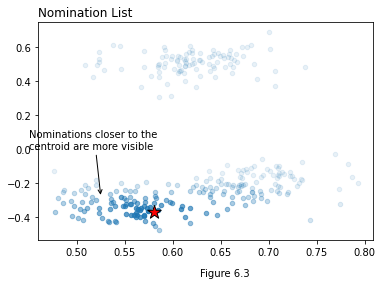 Nomination List
0.6
0.4
0.2
0.0
−0.2
−0.4
Nominations closer to the
centroid are more visible
0.50 0.55 0.60 0.65 0.70 0.75 0.80
Figure 6.3